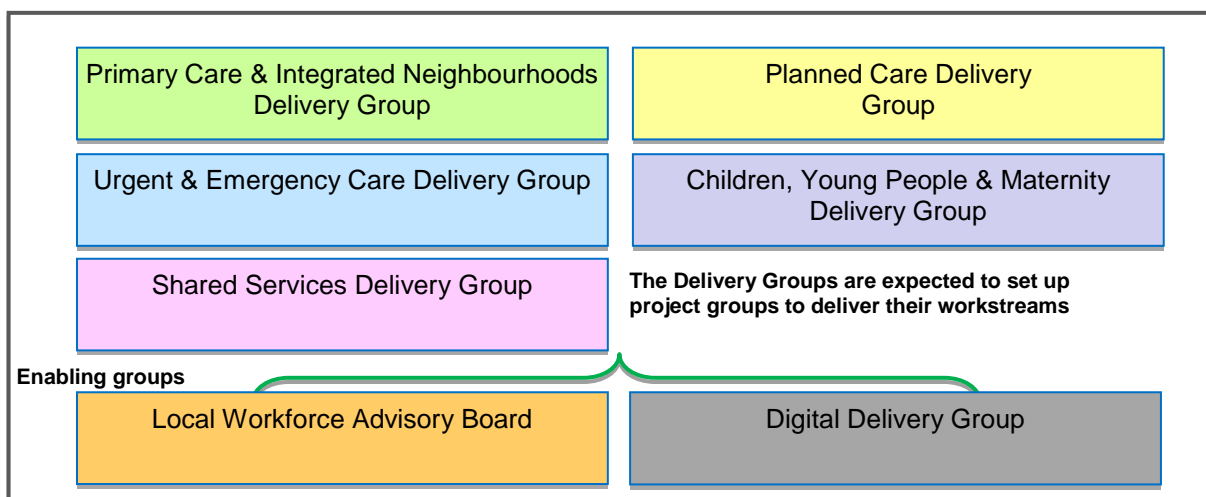 Primary Care & Integrated Neighbourhoods
Delivery Group
Planned Care Delivery
Group
Urgent & Emergency Care Delivery Group
Children, Young People & Maternity
Delivery Group
Shared Services Delivery Group
The Delivery Groups are expected to set up
project groups to deliver their workstreams
Enabling groups
Local Workforce Advisory Board
Digital Delivery Group